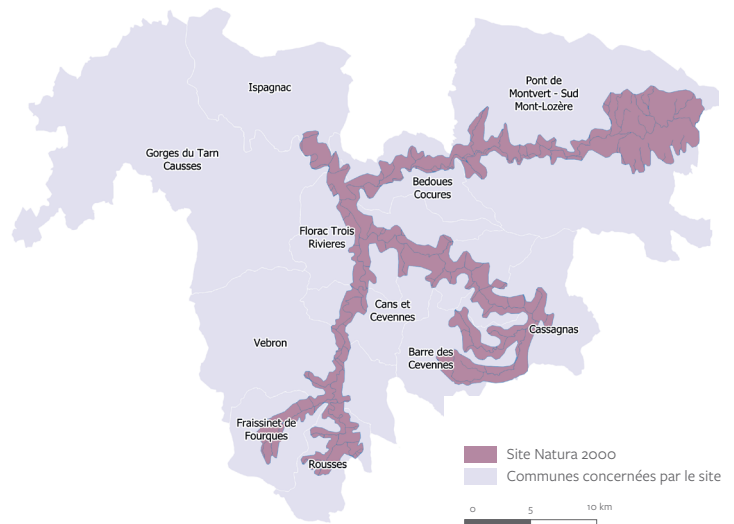 Ispagnac
Pont de
Montvert - Sud
Mont-Lozère
Gorges du Tarn
Causses
Bedoues
Cocures
Florac Trois
Rivieres
Cans et
Cevennes
Cassagnas
Vebron
Barre des
Cevennes
Fraissinet de
Fourques
Rousses
Site Natura 2000
Communes concernées par le site
0 5 10 km